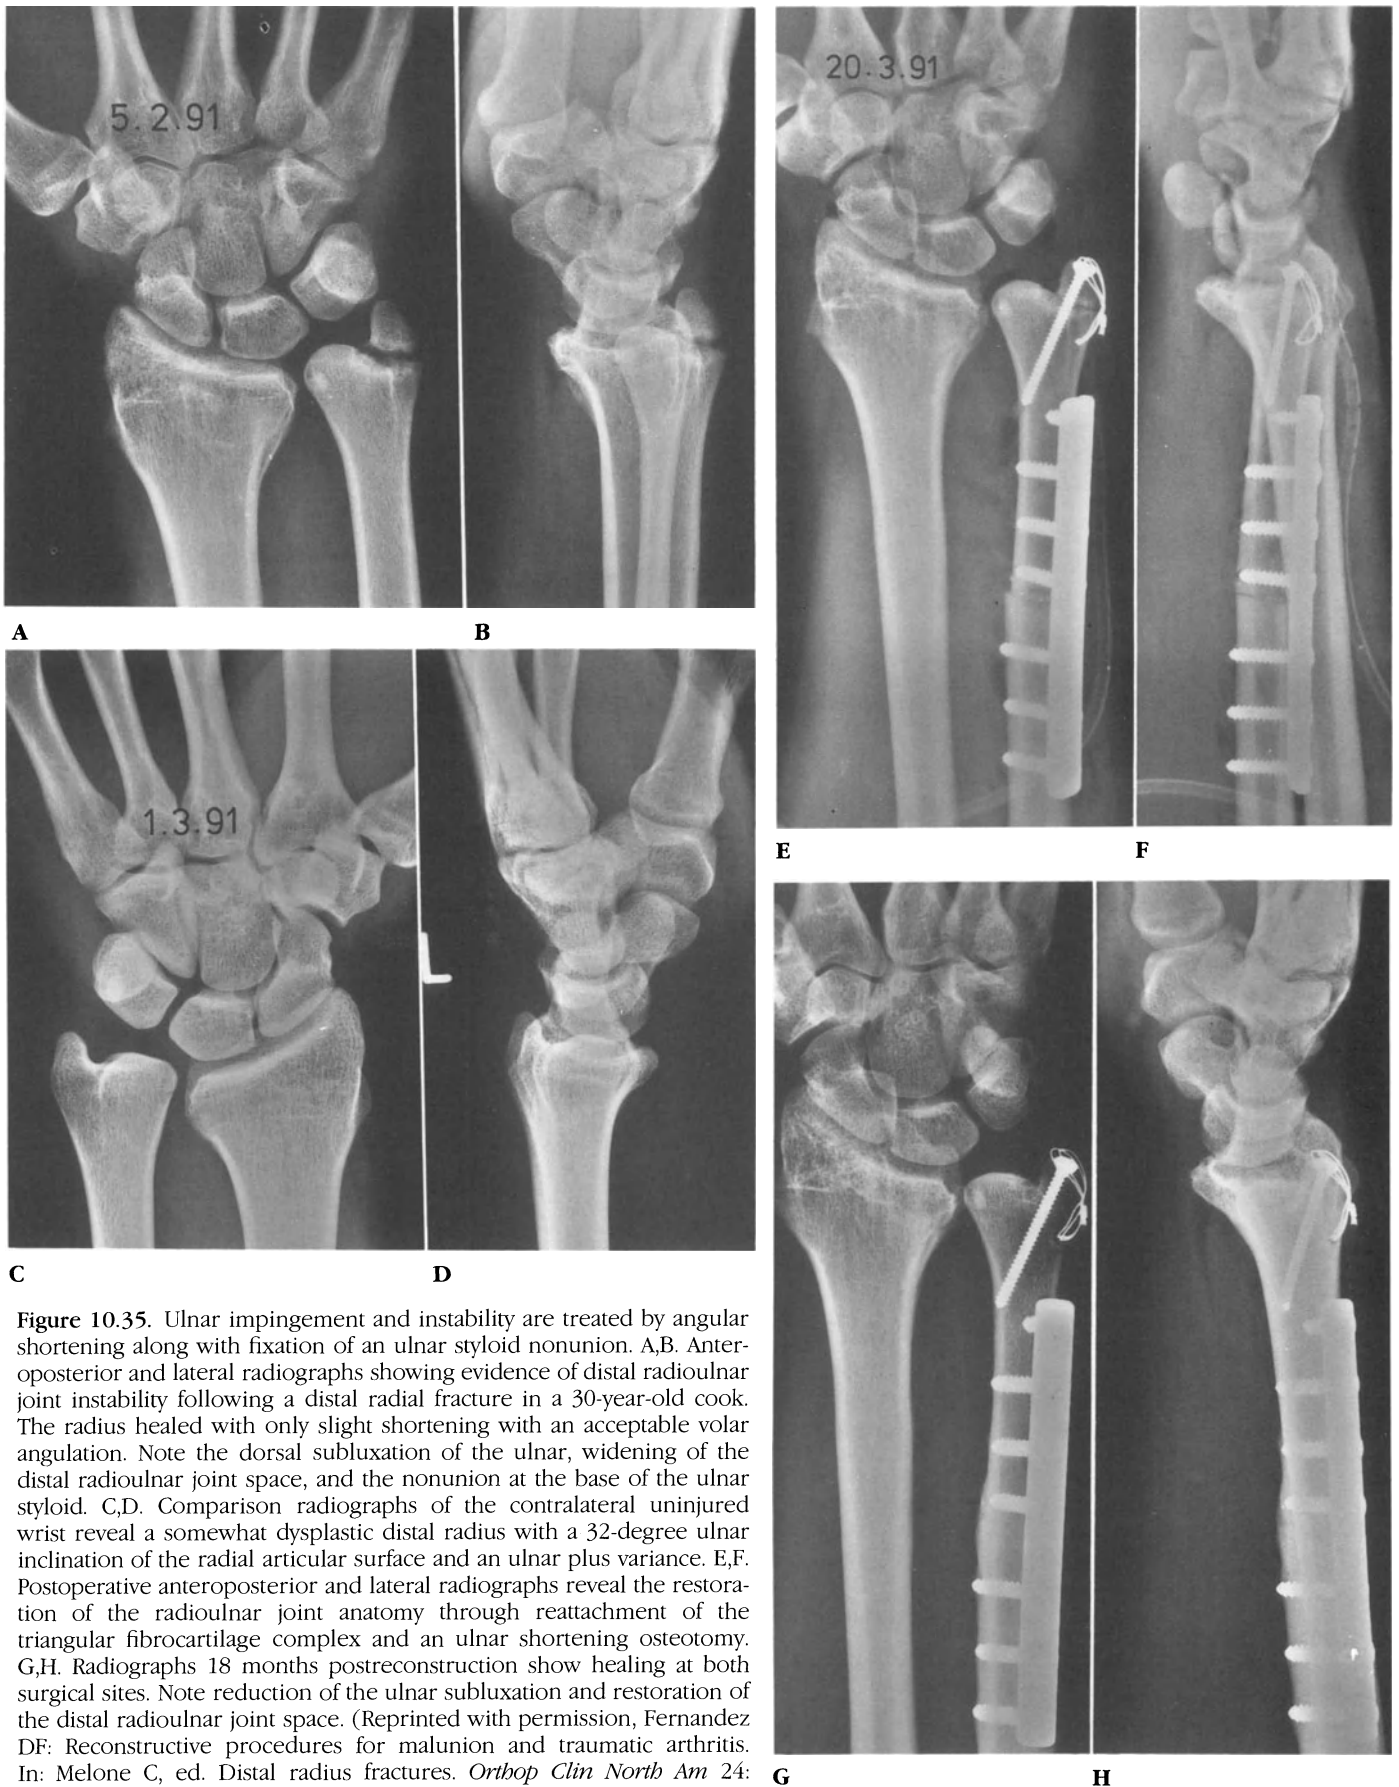 5.2.91
A
B
1.3.91
L
C
D
20.3.91
E
F
G
H
Figure 10.35. Ulnar impingement and instability are treated by angular
shortening along with fixation of an ulnar styloid nonunion. A,B. Anter-
oposterior and lateral radiographs showing evidence of distal radioulnar
joint instability following a distal radial fracture in a 30-year-old cook.
The radius healed with only slight shortening with an acceptable volar
angulation. Note the dorsal subluxation of the ulnar, widening of the
distal radioulnar joint space, and the nonunion at the base of the ulnar
styloid. C,D. Comparison radiographs of the contralateral uninjured
wrist reveal a somewhat dysplastic distal radius with a 32-degree ulnar
inclination of the radial articular surface and an ulnar plus variance. E,F.
Postoperative anteroposterior and lateral radiographs reveal the restora-
tion of the radioulnar joint anatomy through reattachment of the
triangular fibrocartilage complex and an ulnar shortening osteotomy.
G,H. Radiographs 18 months postreconstruction show healing at both
surgical sites. Note reduction of the ulnar subluxation and restoration of
the distal radioulnar joint space. (Reprinted with permission, Fernandez
DF: Reconstructive procedures for malunion and traumatic arthritis.
In: Melone C, ed. Distal radius fractures. Orthop Clin North Am 24: